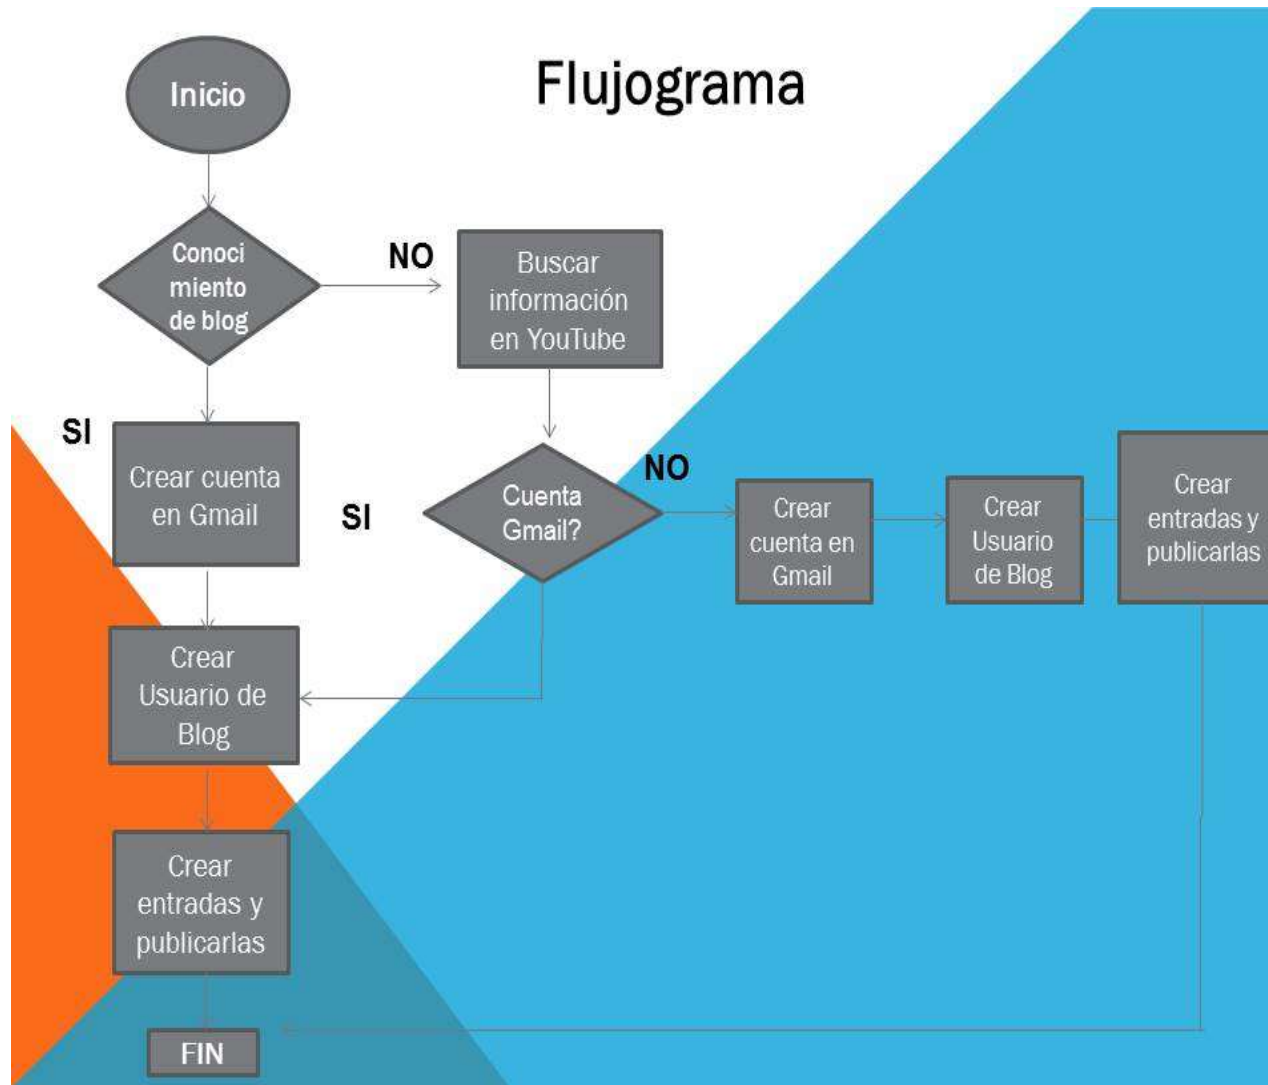 Flujograma
Inicio
Conoci
miento
de blog
NO
Buscar
información
en YouTube
SI
Crear cuenta
en Gmail
SI
Cuenta
Gmail?
NO
Crear
cuenta en
Gmail
Crear
Usuario
de Blog
Crear
entradas y
publicarlas
Crear
Usuario de
Blog
Crear
entradas y
publicarlas
FIN